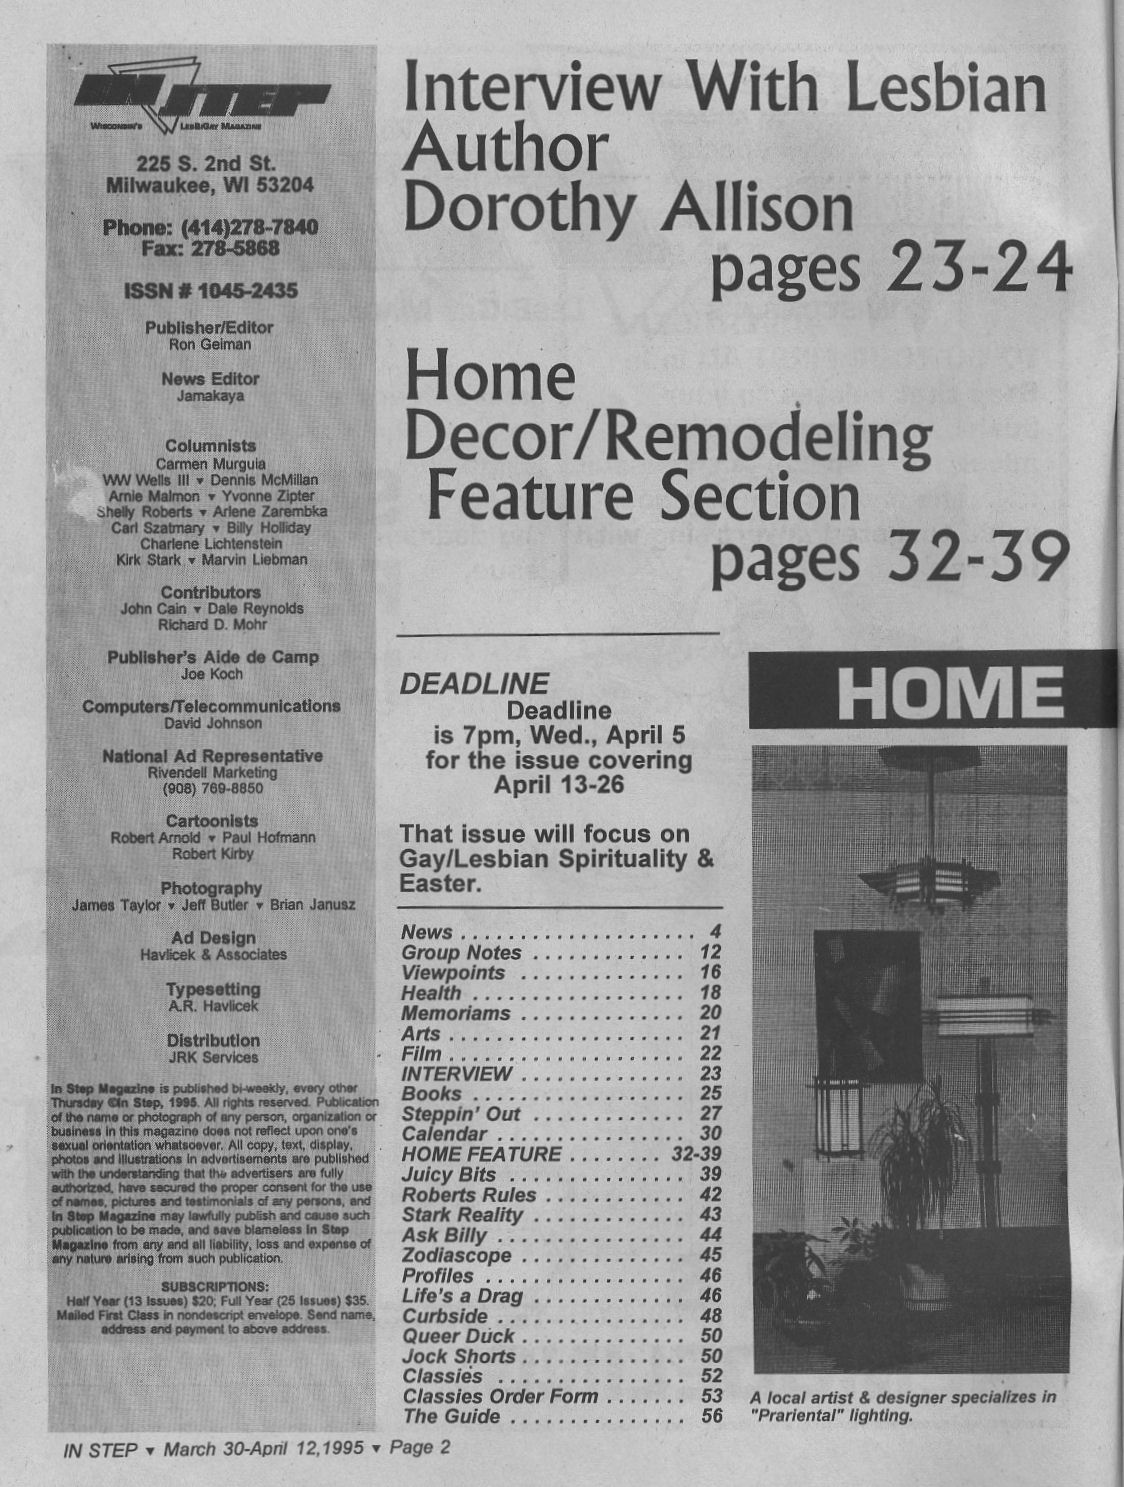 IN STEP
WISCONSIN'S LESBIGAY MAGAZINE
225 S. 2nd St.
Milwaukee, WI 53204
Phone: (414)278-7840
Fax: 278-5868
ISSN # 1045-2435
Publisher/Editor
Ron Geiman
News Editor
Jamakaya
Columnists
Carmen Murguia
WW Wells III ▾ Dennis McMillan
Arnie Malmon ▾ Yvonne Zipter
Shelly Roberts ▾ Arlene Zarembka
Carl Szatmary ▾ Billy Holliday
Charlene Lichtenstein
Kirk Stark ▾ Marvin Liebman
Contributors
John Cain ▾ Dale Reynolds
Richard D. Mohr
Publisher's Aide de Camp
Joe Koch
Computers/Telecommunications
David Johnson
National Ad Representative
Rivendell Marketing
(908) 769-8850
Cartoonists
Robert Arnold ▾ Paul Hofmann
Robert Kirby
Photography
James Taylor ▾ Jeff Butler ▾ Brian Janusz
Ad Design
Havlicek & Associates
Typesetting
A.R. Havlicek
Distribution
JRK Services
In Step Magazine is published bi-weekly, every other
Thursday ©In Step, 1995. All rights reserved. Publication
of the name or photograph of any person, organization or
business in this magazine does not reflect upon one's
sexual orientation whatsoever. All copy, text, display,
photos and illustrations in advertisements are published
with the understanding that the advertisers are fully
authorized, have secured the proper consent for the use
of names, pictures and testimonials of any persons, and
In Step Magazine may lawfully publish and cause such
publication to be made, and save blameless In Step
Magazine from any and all liability, loss and expense of
any nature arising from such publication.
SUBSCRIPTIONS:
Half Year (13 Issues) $20; Full Year (25 Issues) $35.
Mailed First Class in nondescript envelope. Send name,
address and payment to above address.
Interview With Lesbian
Author
Dorothy Allison
pages 23-24
Home
Decor/Remodeling
Feature Section
pages 32-39
DEADLINE
Deadline
is 7pm, Wed., April 5
for the issue covering
April 13-26
That issue will focus on
Gay/Lesbian Spirituality &
Easter.
News . . . . . . . . . . . . . . . . . . . . 4
Group Notes . . . . . . . . . . . . . 12
Viewpoints . . . . . . . . . . . . . . 16
Health . . . . . . . . . . . . . . . . . . 18
Memoriams . . . . . . . . . . . . . . 20
Arts . . . . . . . . . . . . . . . . . . . . 21
Film . . . . . . . . . . . . . . . . . . . . 22
INTERVIEW . . . . . . . . . . . . . . 23
Books . . . . . . . . . . . . . . . . . . . 25
Steppin' Out . . . . . . . . . . . . . 27
Calendar . . . . . . . . . . . . . . . . 30
HOME FEATURE . . . . . . . . 32-39
Juicy Bits . . . . . . . . . . . . . . . 39
Roberts Rules . . . . . . . . . . . . 42
Stark Reality . . . . . . . . . . . . . 43
Ask Billy . . . . . . . . . . . . . . . . 44
Zodiascope . . . . . . . . . . . . . . 45
Profiles . . . . . . . . . . . . . . . . . 46
Life's a Drag . . . . . . . . . . . . . 46
Curbside . . . . . . . . . . . . . . . . 48
Queer Duck . . . . . . . . . . . . . . 50
Jock Shorts . . . . . . . . . . . . . . 50
Classies . . . . . . . . . . . . . . . . 52
Classies Order Form . . . . . . . 53
The Guide . . . . . . . . . . . . . . . 56
HOME
A local artist & designer specializes in
"Prariental" lighting.
IN STEP ▾ March 30-April 12,1995 ▾ Page 2